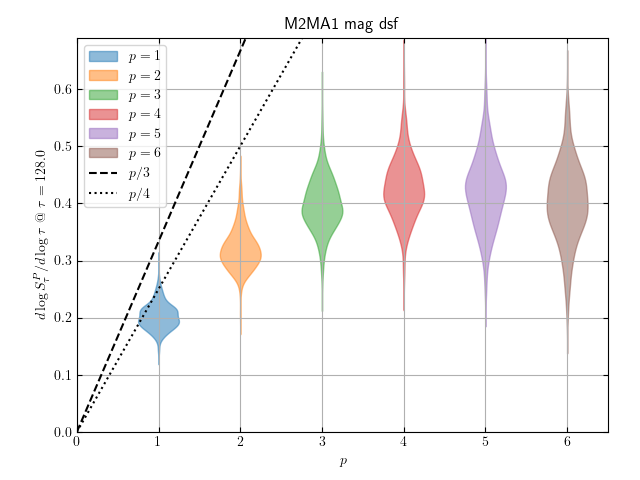 M2MA1 mag dsf
d log S_τ^P / d log τ @ τ = 128.0
0.6
0.5
0.4
0.3
0.2
0.1
0.0
p = 1
p = 2
p = 3
p = 4
p = 5
p = 6
p/3
p/4
0 1 2 3 4 5 6
p